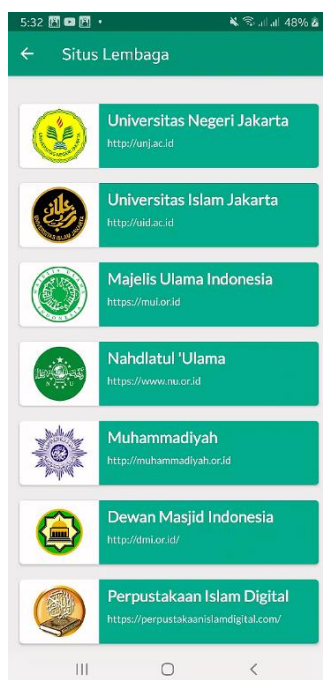 5:32
48%
Situs Lembaga
Universitas Negeri Jakarta
http://unj.ac.id
Universitas Islam Jakarta
http://uid.ac.id
Majelis Ulama Indonesia
https://mui.or.id
Nahdlatul 'Ulama
https://www.nu.or.id
Muhammadiyah
http://muhammadiyah.or.id
Dewan Masjid Indonesia
http://dmi.or.id/
Perpustakaan Islam Digital
https://perpustakaanislamdigital.com/